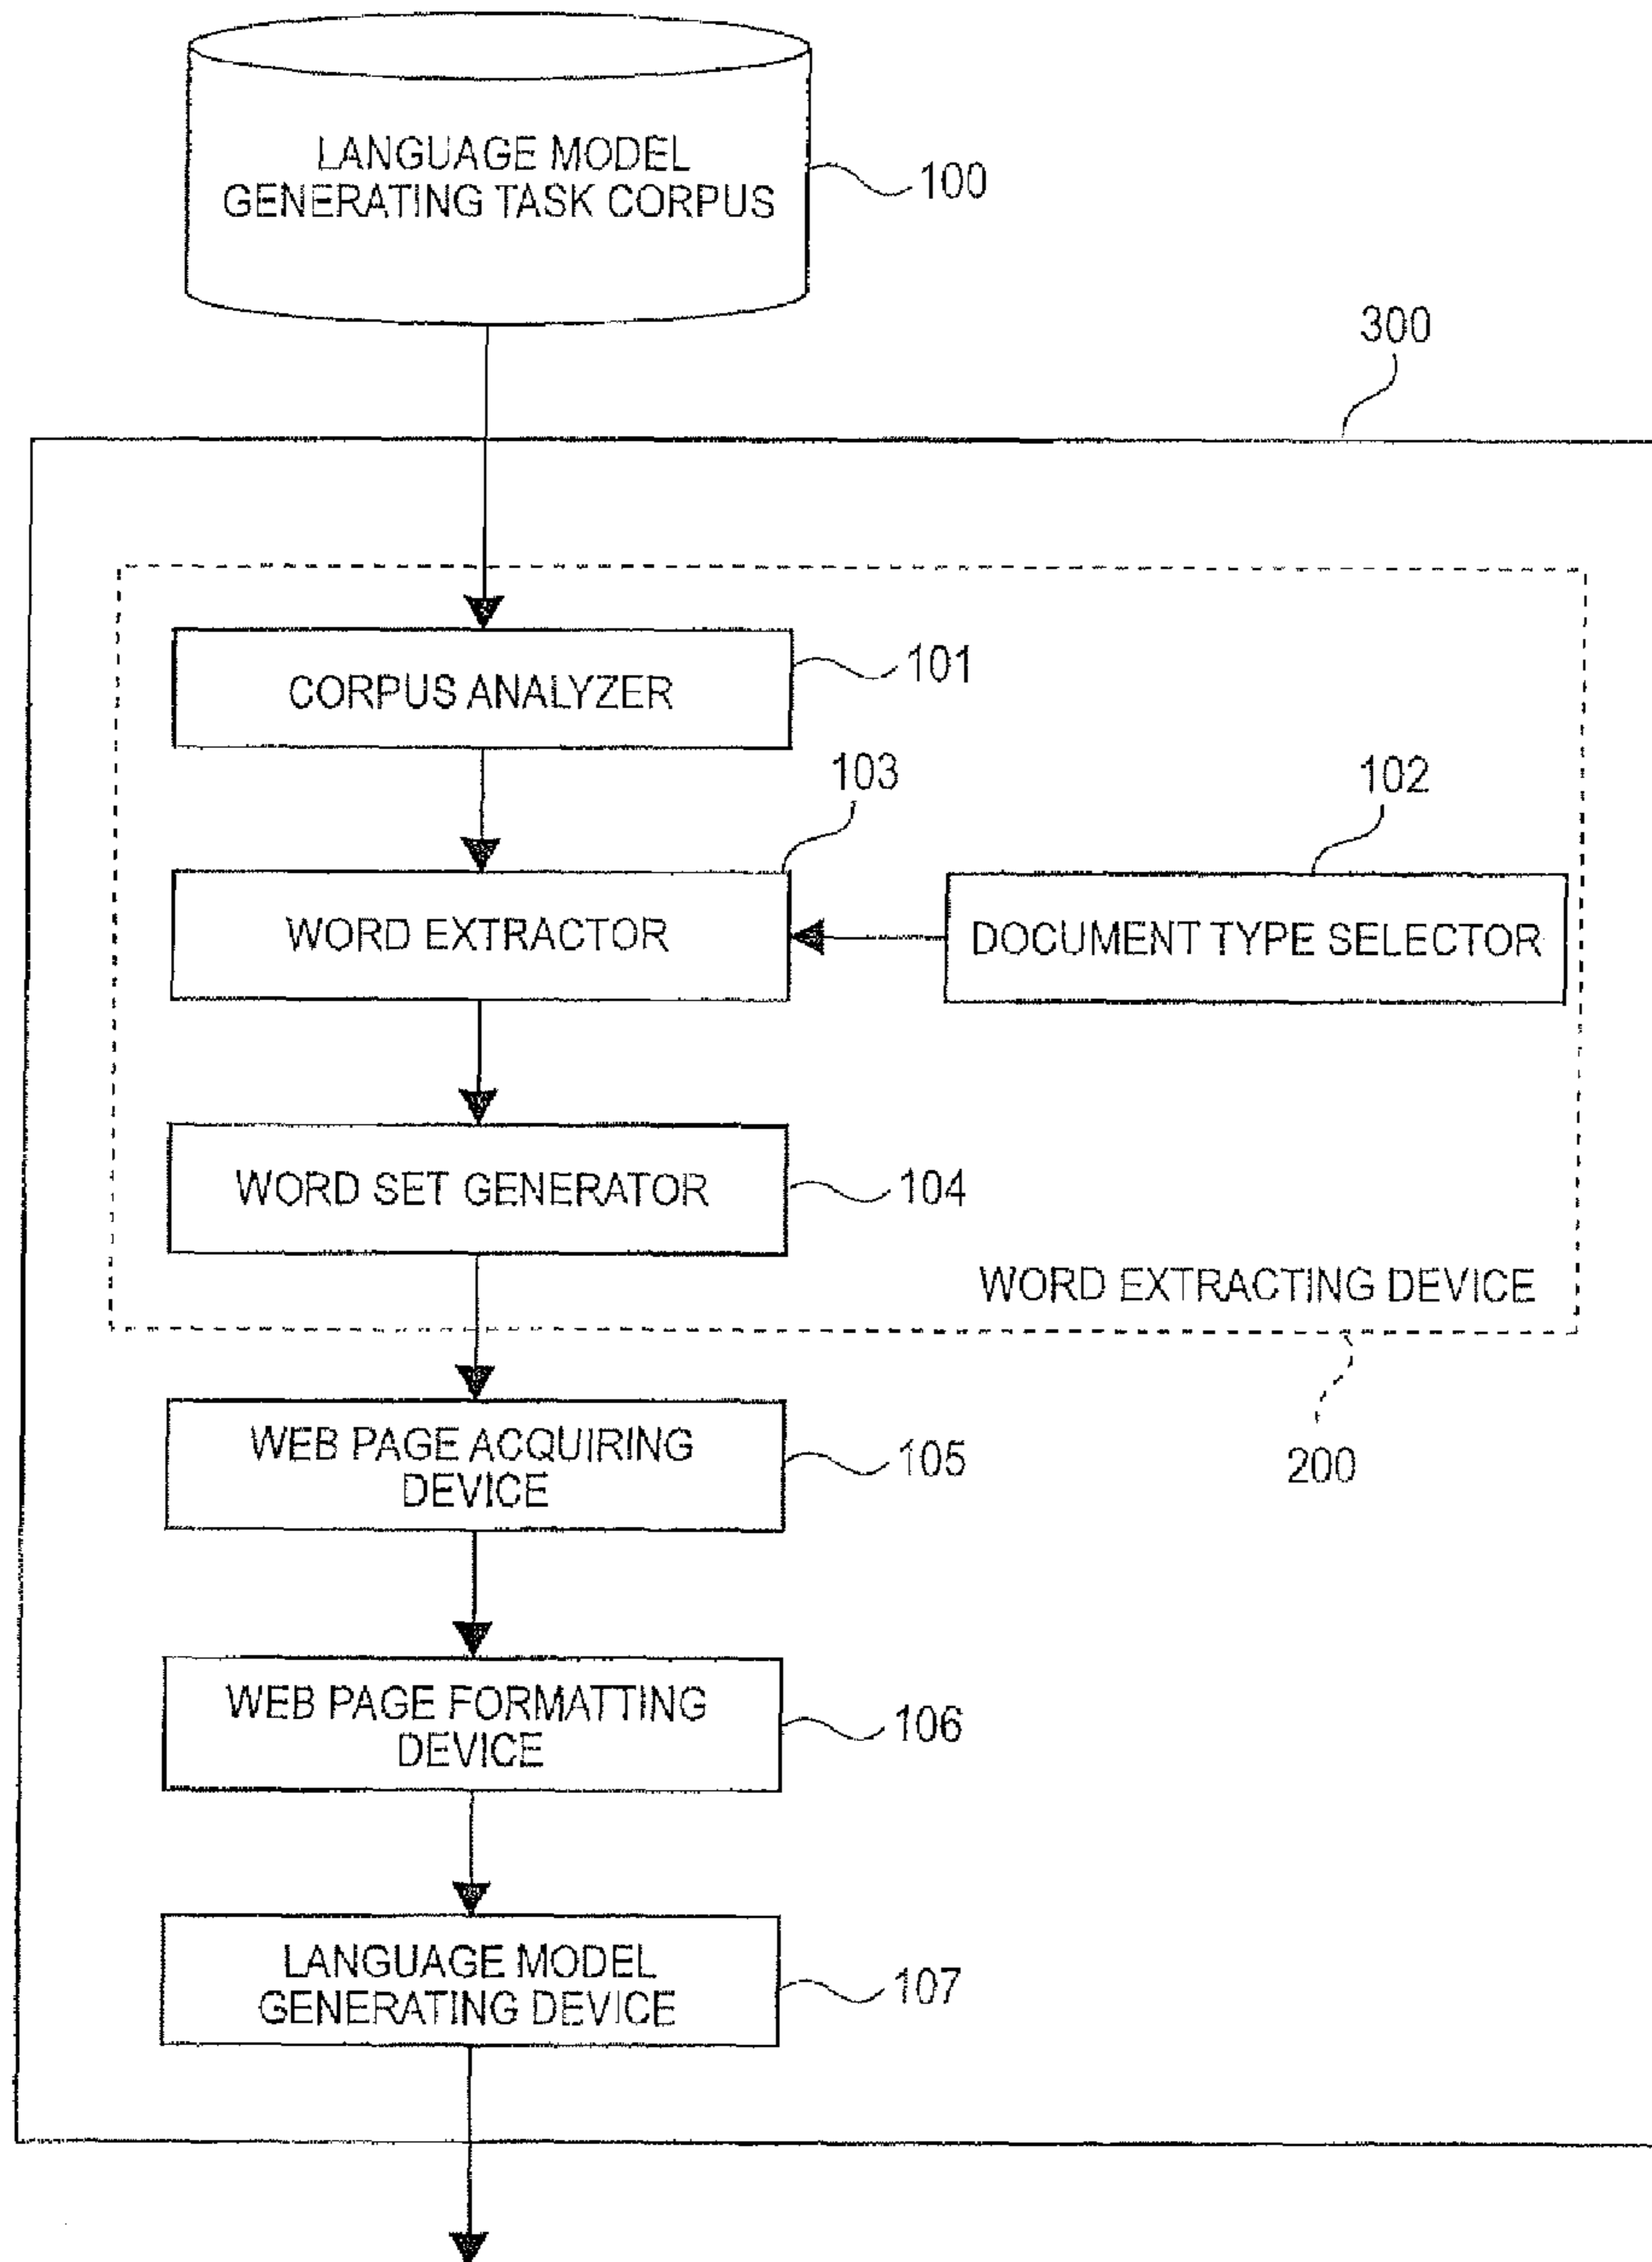 LANGUAGE MODEL
GENERATING TASK CORPUS
100
300
CORPUS ANALYZER
101
103
102
WORD EXTRACTOR
DOCUMENT TYPE SELECTOR
WORD SET GENERATOR
104
WORD EXTRACTING DEVICE
200
WEB PAGE ACQUIRING
DEVICE
105
WEB PAGE FORMATTING
DEVICE
106
LANGUAGE MODEL
GENERATING DEVICE
107